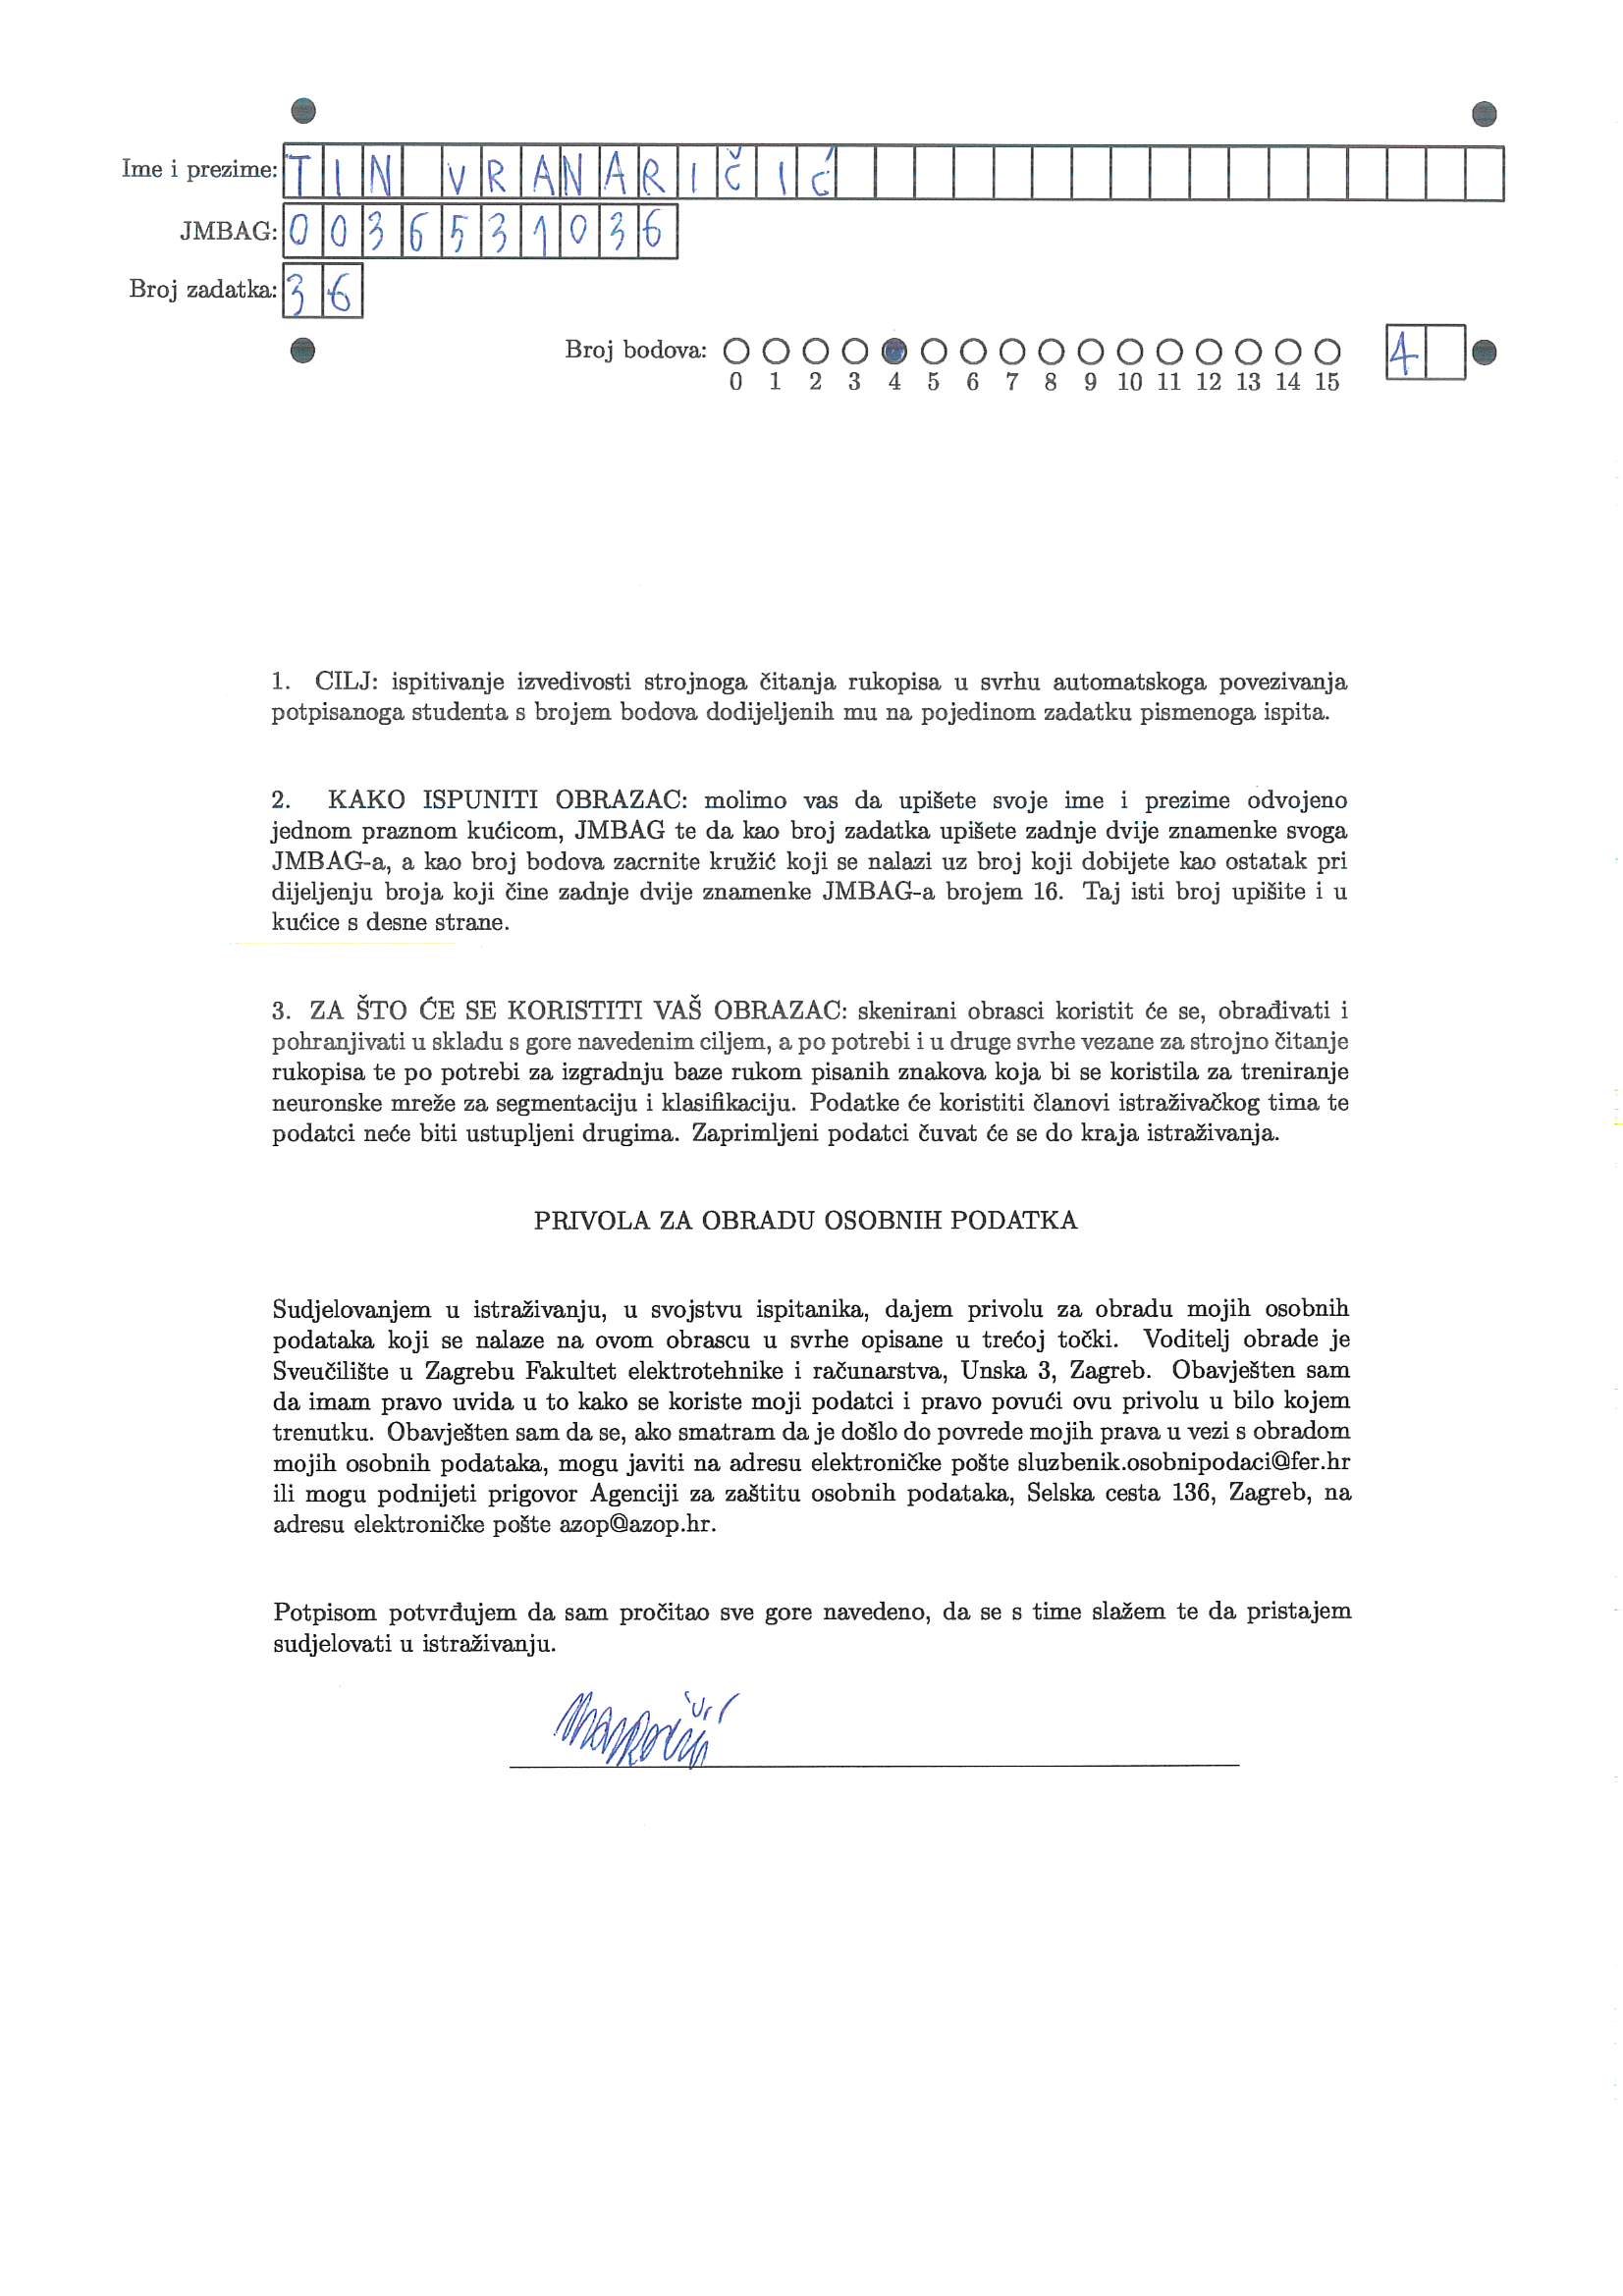 Ime i prezime: TIN VRANARIČIĆ
JMBAG: 0036531036
Broj zadatka: 36
Broj bodova: 4
0 1 2 3 4 5 6 7 8 9 10 11 12 13 14 15
1. CILJ: ispitivanje izvedivosti strojnoga čitanja rukopisa u svrhu automatskoga povezivanja
potpisanoga studenta s brojem bodova dodijeljenih mu na pojedinom zadatku pismenoga ispita.
2. KAKO ISPUNITI OBRAZAC: molimo vas da upišete svoje ime i prezime odvojeno
jednom praznom kućicom, JMBAG te da kao broj zadatka upišete zadnje dvije znamenke svoga
JMBAG-a, a kao broj bodova zacrnite kružić koji se nalazi uz broj koji dobijete kao ostatak pri
dijeljenju broja koji čine zadnje dvije znamenke JMBAG-a brojem 16. Taj isti broj upišite i u
kućice s desne strane.
3. ZA ŠTO ĆE SE KORISTITI VAŠ OBRAZAC: skenirani obrasci koristit će se, obrađivati i
pohranjivati u skladu s gore navedenim ciljem, a po potrebi i u druge svrhe vezane za strojno čitanje
rukopisa te po potrebi za izgradnju baze rukom pisanih znakova koja bi se koristila za treniranje
neuronske mreže za segmentaciju i klasifikaciju. Podatke će koristiti članovi istraživačkog tima te
podatci neće biti ustupljeni drugima. Zaprimljeni podatci čuvat će se do kraja istraživanja.
PRIVOLA ZA OBRADU OSOBNIH PODATKA
Sudjelovanjem u istraživanju, u svojstvu ispitanika, dajem privolu za obradu mojih osobnih
podataka koji se nalaze na ovom obrascu u svrhe opisane u trećoj točki. Voditelj obrade je
Sveučilište u Zagrebu Fakultet elektrotehnike i računarstva, Unska 3, Zagreb. Obavješten sam
da imam pravo uvida u to kako se koriste moji podatci i pravo povući ovu privolu u bilo kojem
trenutku. Obavješten sam da se, ako smatram da je došlo do povrede mojih prava u vezi s obradom
mojih osobnih podataka, mogu javiti na adresu elektroničke pošte sluzbenik.osobnipodaci@fer.hr
ili mogu podnijeti prigovor Agenciji za zaštitu osobnih podataka, Selska cesta 136, Zagreb, na
adresu elektroničke pošte azop@azop.hr.
Potpisom potvrđujem da sam pročitao sve gore navedeno, da se s time slažem te da pristajem
sudjelovati u istraživanju.